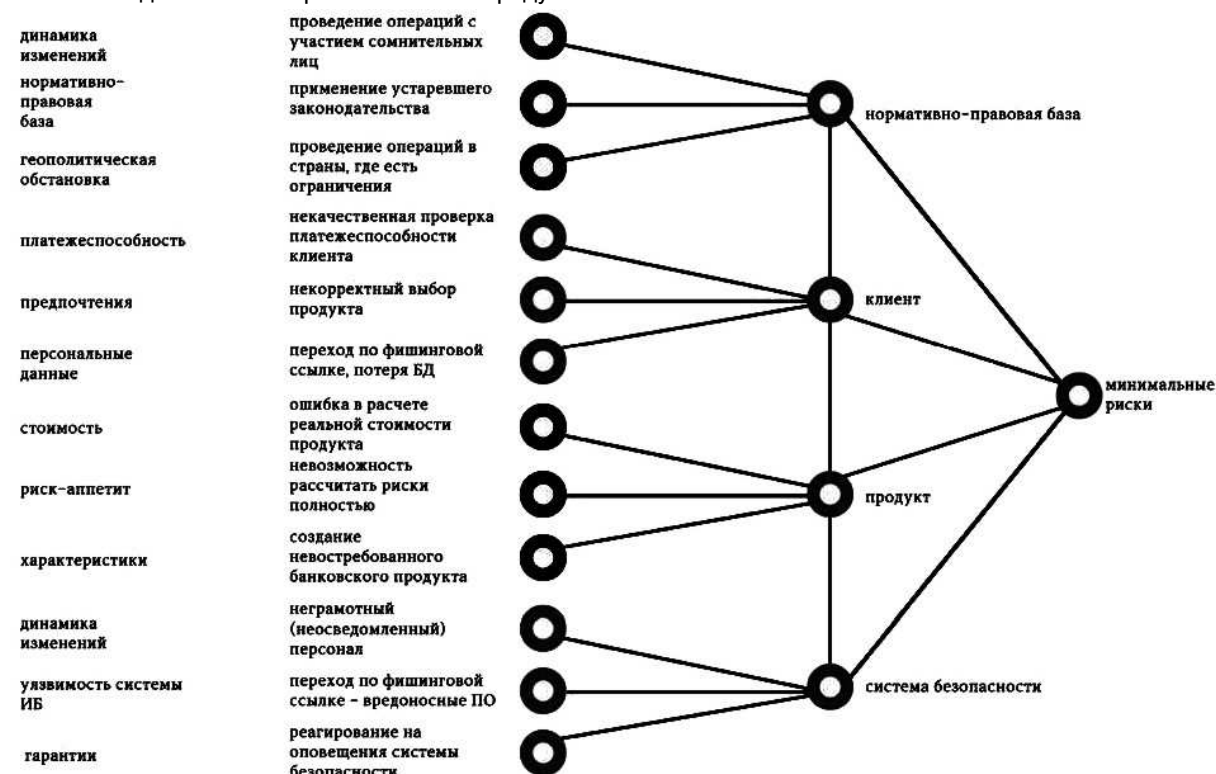 динамика
изменений
проведение операций с
участием сомнительных
лиц
нормативно-
правовая
база
применение устаревшего
законодательства
нормативно-правовая база
геополитическая
обстановка
проведение операций в
страны, где есть
ограничения
платежеспособность
некачественная проверка
платежеспособности
клиента
предпочтения
некорректный выбор
продукта
клиент
персональные
данные
переход по фишинговой
ссылке, потеря БД
минимальные
риски
стоимость
ошибка в расчете
реальной стоимости
продукта
риск-аппетит
невозможность
рассчитать риски
полностью
продукт
характеристики
создание
невостребованного
банковского продукта
динамика
изменений
неграмотный
(неосведомленный)
персонал
уязвимость системы
ИБ
переход по фишинговой
ссылке - вредоносные ПО
система безопасности
гарантии
реагирование на
оповещения системы
безопасности